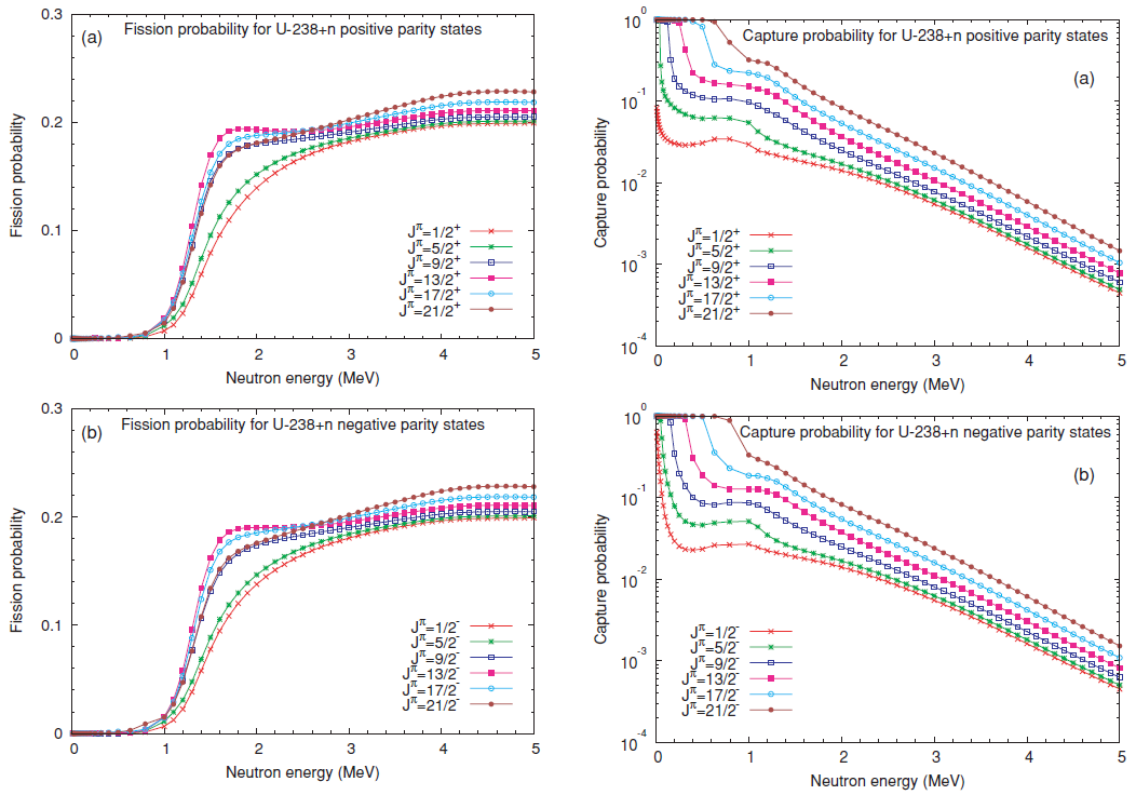 (a)
Fission probability for U-238+n positive parity states
Fission probability
0.3
0.2
0.1
0
J^π=1/2^+
J^π=5/2^+
J^π=9/2^+
J^π=13/2^+
J^π=17/2^+
J^π=21/2^+
0 1 2 3 4 5
Neutron energy (MeV)
Capture probability for U-238+n positive parity states
(a)
Capture probability
10^0
10^-1
10^-2
10^-3
10^-4
J^π=1/2^+
J^π=5/2^+
J^π=9/2^+
J^π=13/2^+
J^π=17/2^+
J^π=21/2^+
0 1 2 3 4 5
Neutron energy (MeV)
(b)
Fission probability for U-238+n negative parity states
Fission probability
0.3
0.2
0.1
0
J^π=1/2^-
J^π=5/2^-
J^π=9/2^-
J^π=13/2^-
J^π=17/2^-
J^π=21/2^-
0 1 2 3 4 5
Neutron energy (MeV)
Capture probability for U-238+n negative parity states
(b)
Capture probability
10^0
10^-1
10^-2
10^-3
10^-4
J^π=1/2^-
J^π=5/2^-
J^π=9/2^-
J^π=13/2^-
J^π=17/2^-
J^π=21/2^-
0 1 2 3 4 5
Neutron energy (MeV)